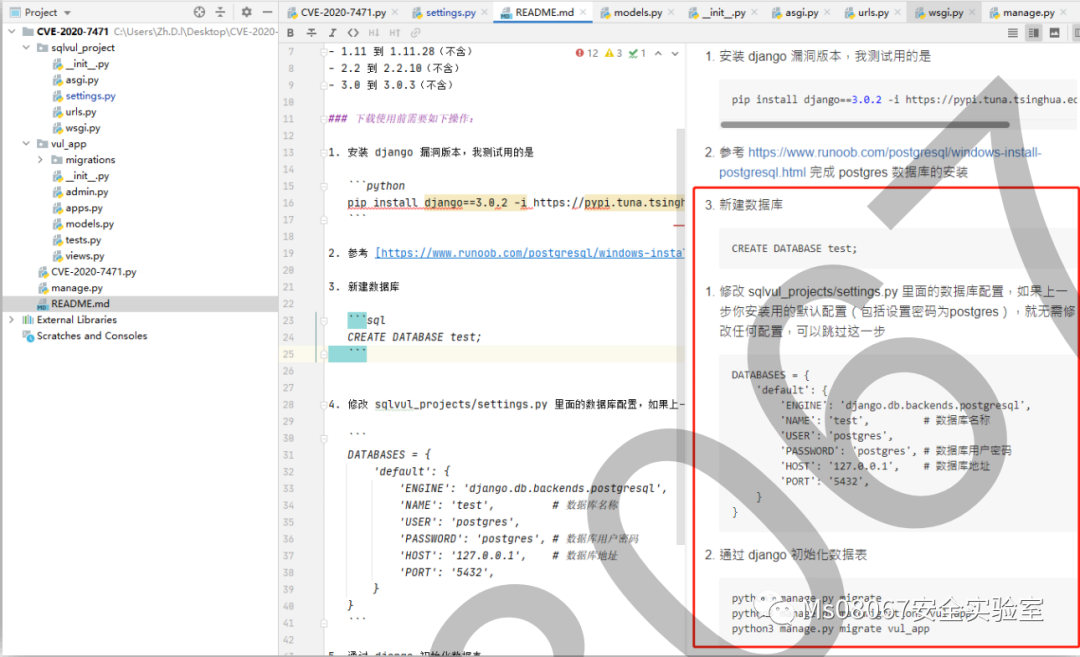 Project
CVE-2020-7471 C:\Users\Zh.D.l\Desktop\CVE-2020-
sqlvul_project
__init__.py
asgi.py
settings.py
urls.py
wsgi.py
vul_app
migrations
__init__.py
admin.py
apps.py
models.py
tests.py
views.py
CVE-2020-7471.py
manage.py
README.md
External Libraries
Scratches and Consoles
CVE-2020-7471.py
settings.py
README.md
models.py
__init__.py
asgi.py
urls.py
wsgi.py
manage.py
B I <> H↓ H↑
12 3 1
7 - 1.11 到 1.11.28（不含）
8 - 2.2 到 2.2.10（不含）
9 - 3.0 到 3.0.3（不含）
10
11 ### 下载使用前需要如下操作：
12
13 1. 安装 django 漏洞版本，我测试用的是
14
15 ```python
16 pip install django==3.0.2 -i https://pypi.tuna.tsingh
17 ```
18
19 2. 参考 [https://www.runoob.com/postgresql/windows-instal
20
21 3. 新建数据库
22
23 ```sql
24 CREATE DATABASE test;
25 ```
26
27
28 4. 修改 sqlvul_projects/settings.py 里面的数据库配置，如果上一
29
30 ```
31 DATABASES = {
32 'default': {
33 'ENGINE': 'django.db.backends.postgresql',
34 'NAME': 'test', # 数据库名称
35 'USER': 'postgres',
36 'PASSWORD': 'postgres', # 数据库用户密码
37 'HOST': '127.0.0.1', # 数据库地址
38 'PORT': '5432',
39 }
40 }
41 ```
42
5. 通过 django 初始化数据表
1. 安装 django 漏洞版本，我测试用的是
pip install django==3.0.2 -i https://pypi.tuna.tsinghua.ec
2. 参考 https://www.runoob.com/postgresql/windows-install-
postgresql.html 完成 postgres 数据库的安装
3. 新建数据库
CREATE DATABASE test;
1. 修改 sqlvul_projects/settings.py 里面的数据库配置，如果上一
步你安装用的默认配置（包括设置密码为postgres），就无需修
改任何配置，可以跳过这一步
DATABASES = {
'default': {
'ENGINE': 'django.db.backends.postgresql',
'NAME': 'test', # 数据库名称
'USER': 'postgres',
'PASSWORD': 'postgres', # 数据库用户密码
'HOST': '127.0.0.1', # 数据库地址
'PORT': '5432',
}
}
2. 通过 django 初始化数据表
manage.py migrate
vul_app
python3 manage.py migrate vul_app
Ms08067安全实验室